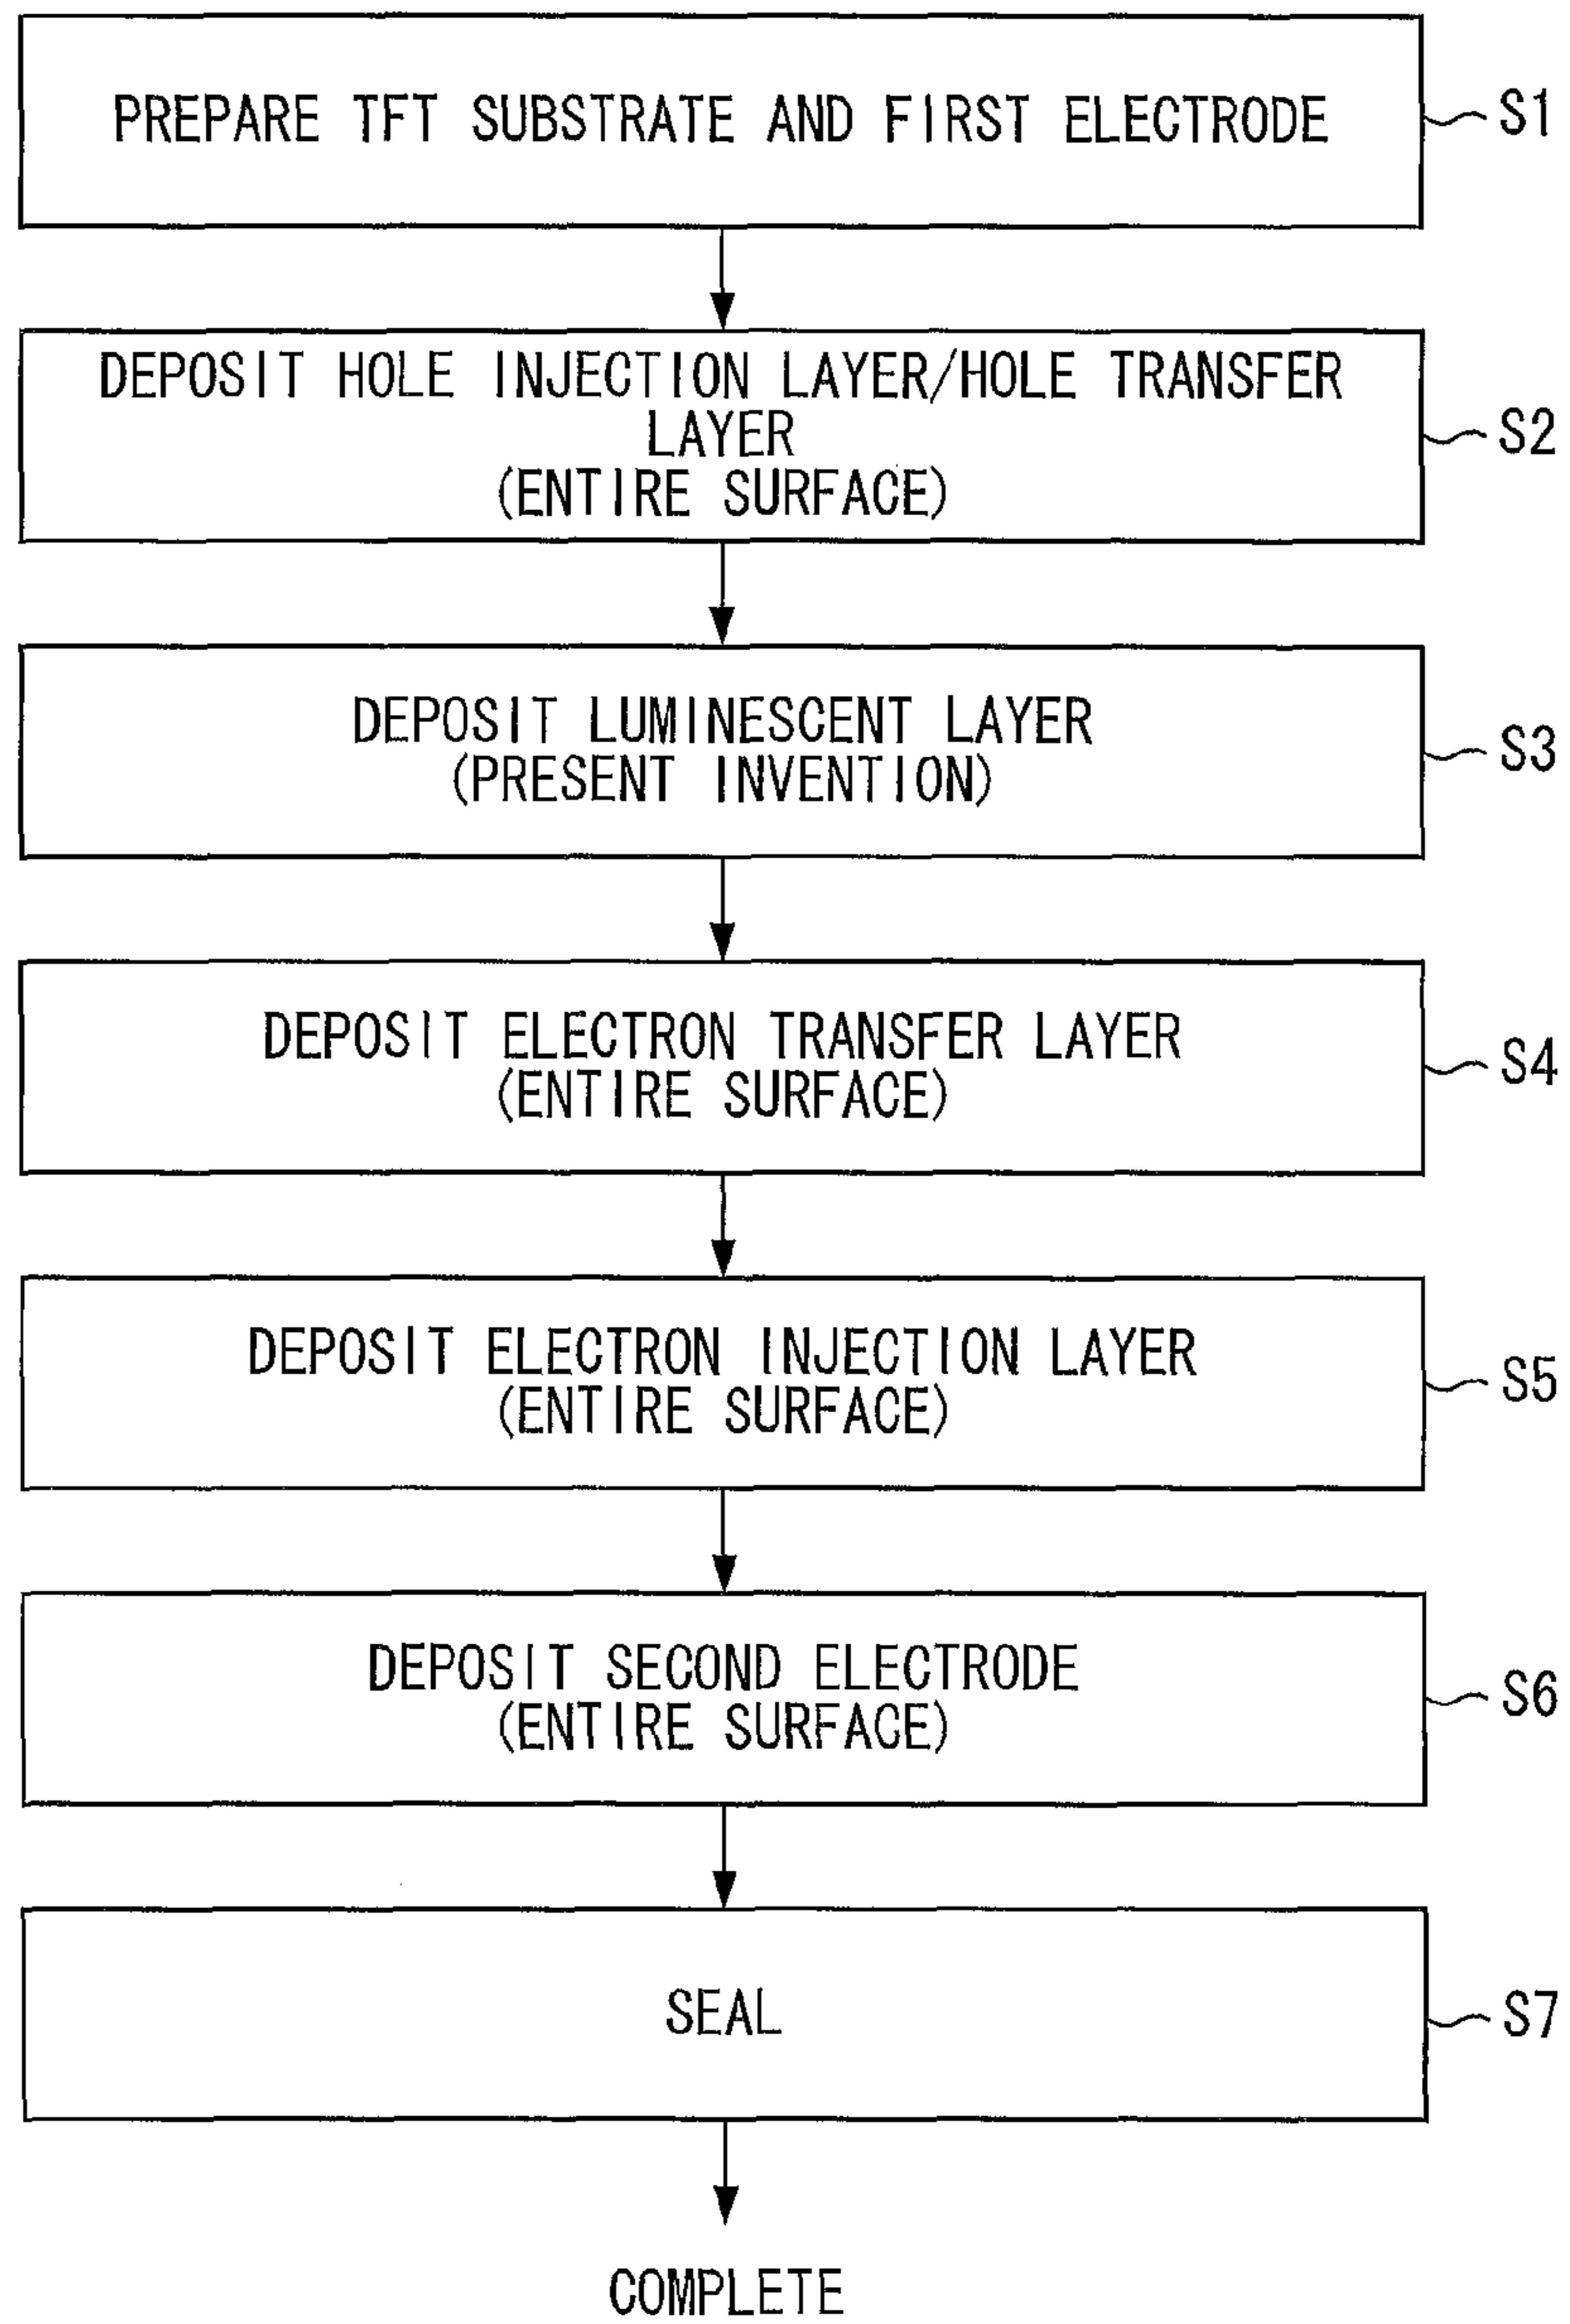 PREPARE TFT SUBSTRATE AND FIRST ELECTRODE
S1
DEPOSIT HOLE INJECTION LAYER/HOLE TRANSFER
LAYER
(ENTIRE SURFACE)
S2
DEPOSIT LUMINESCENT LAYER
(PRESENT INVENTION)
S3
DEPOSIT ELECTRON TRANSFER LAYER
(ENTIRE SURFACE)
S4
DEPOSIT ELECTRON INJECTION LAYER
(ENTIRE SURFACE)
S5
DEPOSIT SECOND ELECTRODE
(ENTIRE SURFACE)
S6
SEAL
S7
COMPLETE